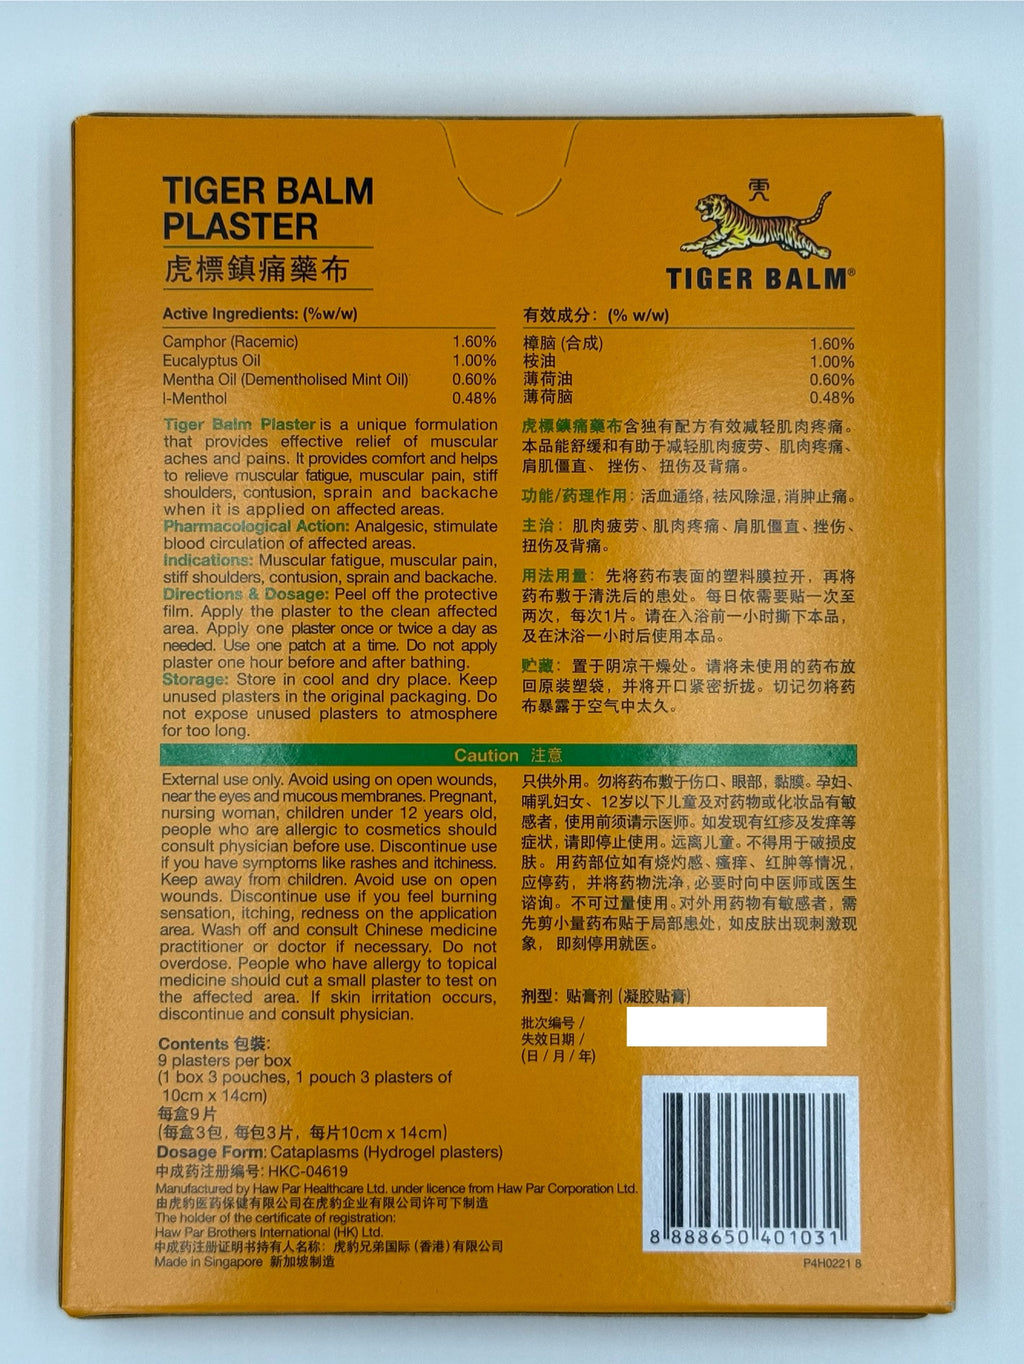 TIGER BALM
PLASTER
虎標鎮痛藥布
TIGER BALM®
Active Ingredients: (%w/w)
Camphor (Racemic) 1.60%
Eucalyptus Oil 1.00%
Mentha Oil (Dementholised Mint Oil) 0.60%
l-Menthol 0.48%
Tiger Balm Plaster is a unique formulation
that provides effective relief of muscular
aches and pains. It provides comfort and helps
to relieve muscular fatigue, muscular pain, stiff
shoulders, contusion, sprain and backache
when it is applied on affected areas.
Pharmacological Action: Analgesic, stimulate
blood circulation of affected areas.
Indications: Muscular fatigue, muscular pain,
stiff shoulders, contusion, sprain and backache.
Directions & Dosage: Peel off the protective
film. Apply the plaster to the clean affected
area. Apply one plaster once or twice a day as
needed. Use one patch at a time. Do not apply
plaster one hour before and after bathing.
Storage: Store in cool and dry place. Keep
unused plasters in the original packaging. Do
not expose unused plasters to atmosphere
for too long.
有效成分：(% w/w)
樟脑 (合成) 1.60%
桉油 1.00%
薄荷油 0.60%
薄荷脑 0.48%
虎標鎮痛藥布含独有配方有效减轻肌肉疼痛。
本品能舒缓和有助于减轻肌肉疲劳、肌肉疼痛、
肩肌僵直、挫伤、扭伤及背痛。
功能/药理作用：活血通络,祛风除湿,消肿止痛。
主治：肌肉疲劳、肌肉疼痛、肩肌僵直、挫伤、
扭伤及背痛。
用法用量：先将药布表面的塑料膜拉开，再将
药布敷于清洗后的患处。每日依需要贴一次至
两次，每次1片。请在入浴前一小时撕下本品，
及在沐浴一小时后使用本品。
贮藏：置于阴凉干燥处。请将未使用的药布放
回原装塑袋，并将开口紧密折拢。切记勿将药
布暴露于空气中太久。
Caution 注意
External use only. Avoid using on open wounds,
near the eyes and mucous membranes. Pregnant,
nursing woman, children under 12 years old,
people who are allergic to cosmetics should
consult physician before use. Discontinue use
if you have symptoms like rashes and itchiness.
Keep away from children. Avoid use on open
wounds. Discontinue use if you feel burning
sensation, itching, redness on the application
area. Wash off and consult Chinese medicine
practitioner or doctor if necessary. Do not
overdose. People who have allergy to topical
medicine should cut a small plaster to test on
the affected area. If skin irritation occurs,
discontinue and consult physician.
只供外用。勿将药布敷于伤口、眼部，黏膜。孕妇、
哺乳妇女、12岁以下儿童及对药物或化妆品有敏
感者，使用前须请示医师。如发现有红疹及发痒等
症状,请即停止使用。远离儿童。不得用于破损皮
肤。用药部位如有烧灼感、瘙痒、红肿等情况，
应停药，并将药物洗净,必要时向中医师或医生
谘询。不可过量使用。对外用药物有敏感者，需
先剪小量药布贴于局部患处，如皮肤出现刺激现
象，即刻停用就医。
剂型：贴膏剂 (凝胶贴膏)
批次编号 /
失效日期 /
(日 / 月 / 年)
Contents 包裝:
9 plasters per box
(1 box 3 pouches, 1 pouch 3 plasters of
10cm x 14cm)
每盒9片
(每盒3包，每包3片，每片10cm x 14cm)
Dosage Form: Cataplasms (Hydrogel plasters)
中成药注册编号: HKC-04619
Manufactured by Haw Par Healthcare Ltd. under licence from Haw Par Corporation Ltd.
由虎豹医药保健有限公司在虎豹企业有限公司许可下制造
The holder of the certificate of registration:
Haw Par Brothers International (HK) Ltd.
中成药注册证明书持有人名称：虎豹兄弟国际 (香港) 有限公司
Made in Singapore 新加坡制造
8 888650 401031
P4H0221 8